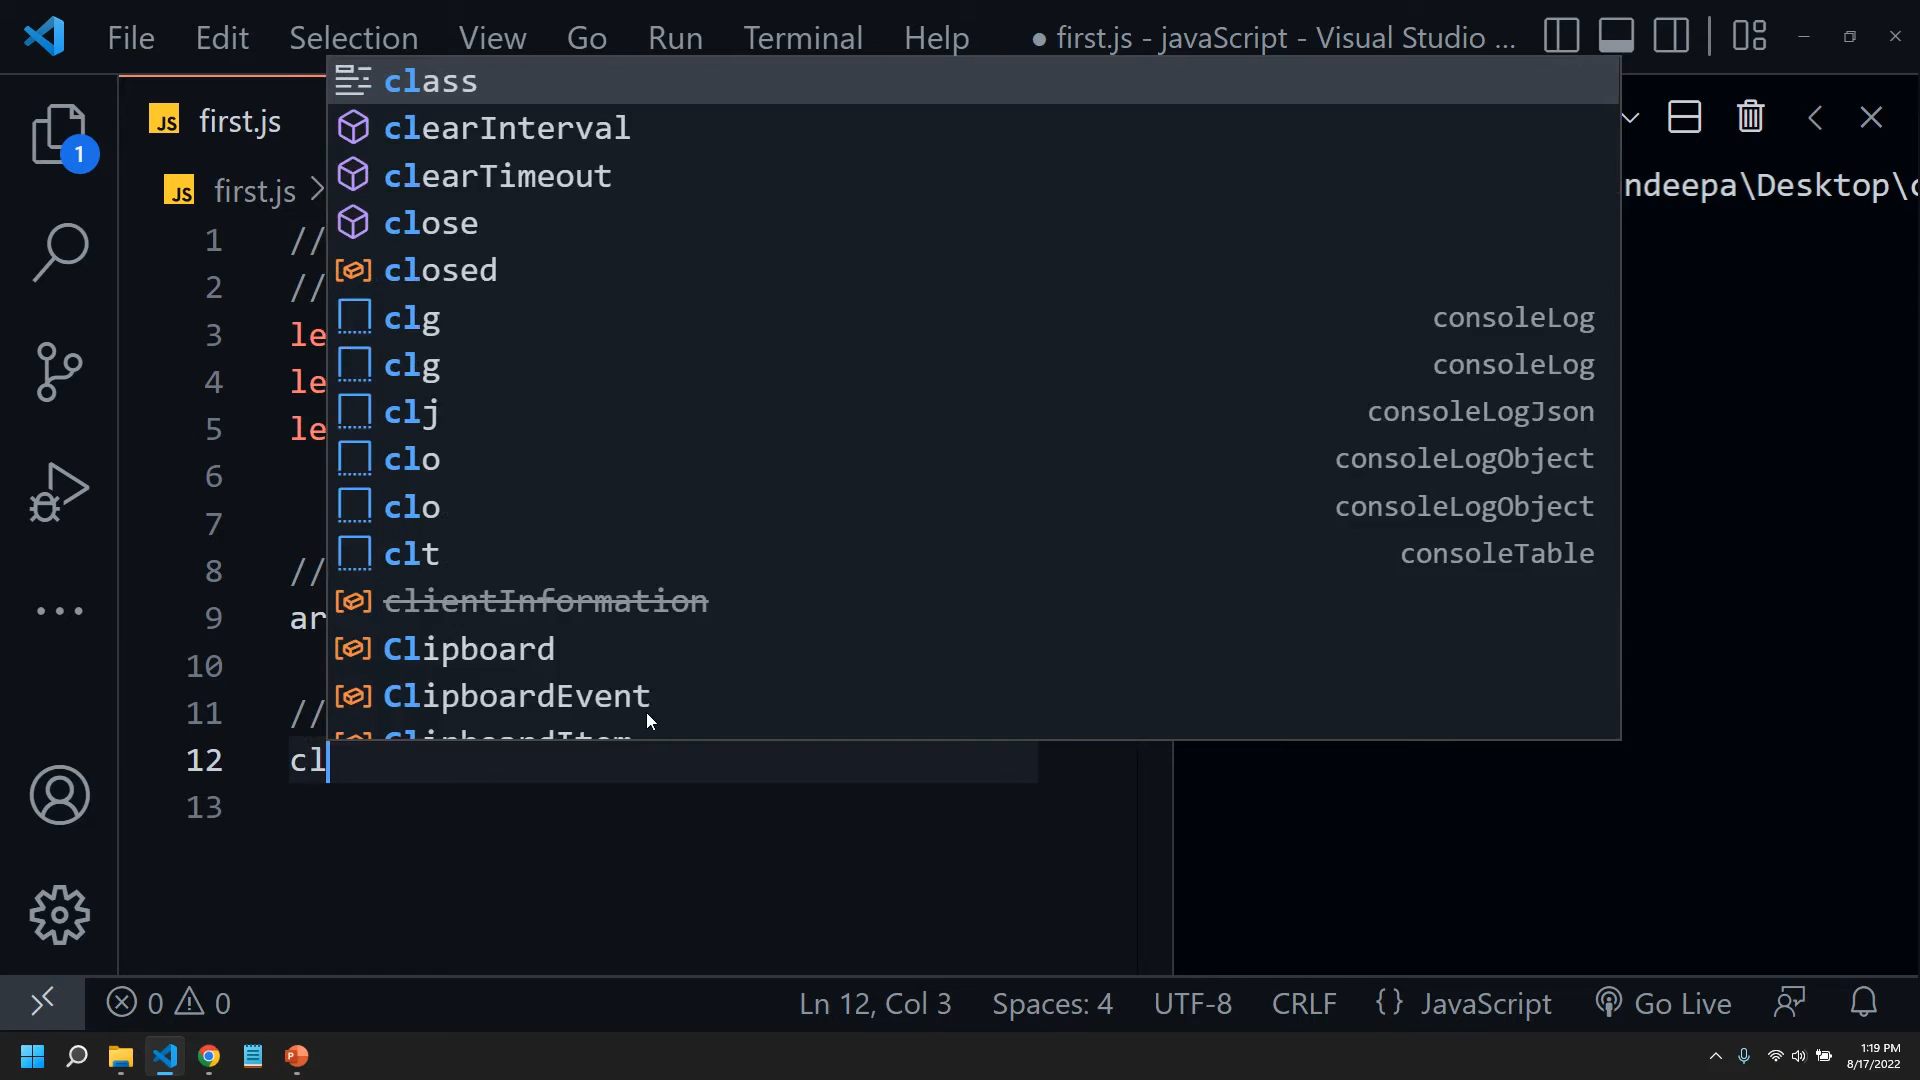 File Edit Selection View Go Run Terminal Help ● first.js - javaScript - Visual Studio ...
1
JS first.js
JS first.js >
ndeepa\Desktop\
class
clearInterval
clearTimeout
close
closed
clg consoleLog
clg consoleLog
clj consoleLogJson
clo consoleLogObject
clo consoleLogObject
clt consoleTable
clientInformation
Clipboard
ClipboardEvent
ClipboardItem
1 //
2 //
3 le
4 le
5 le
6
7
8 //
9 ar
10
11 //
12 cl
13
0 0 Ln 12, Col 3 Spaces: 4 UTF-8 CRLF {} JavaScript Go Live
1:19 PM
8/17/2022